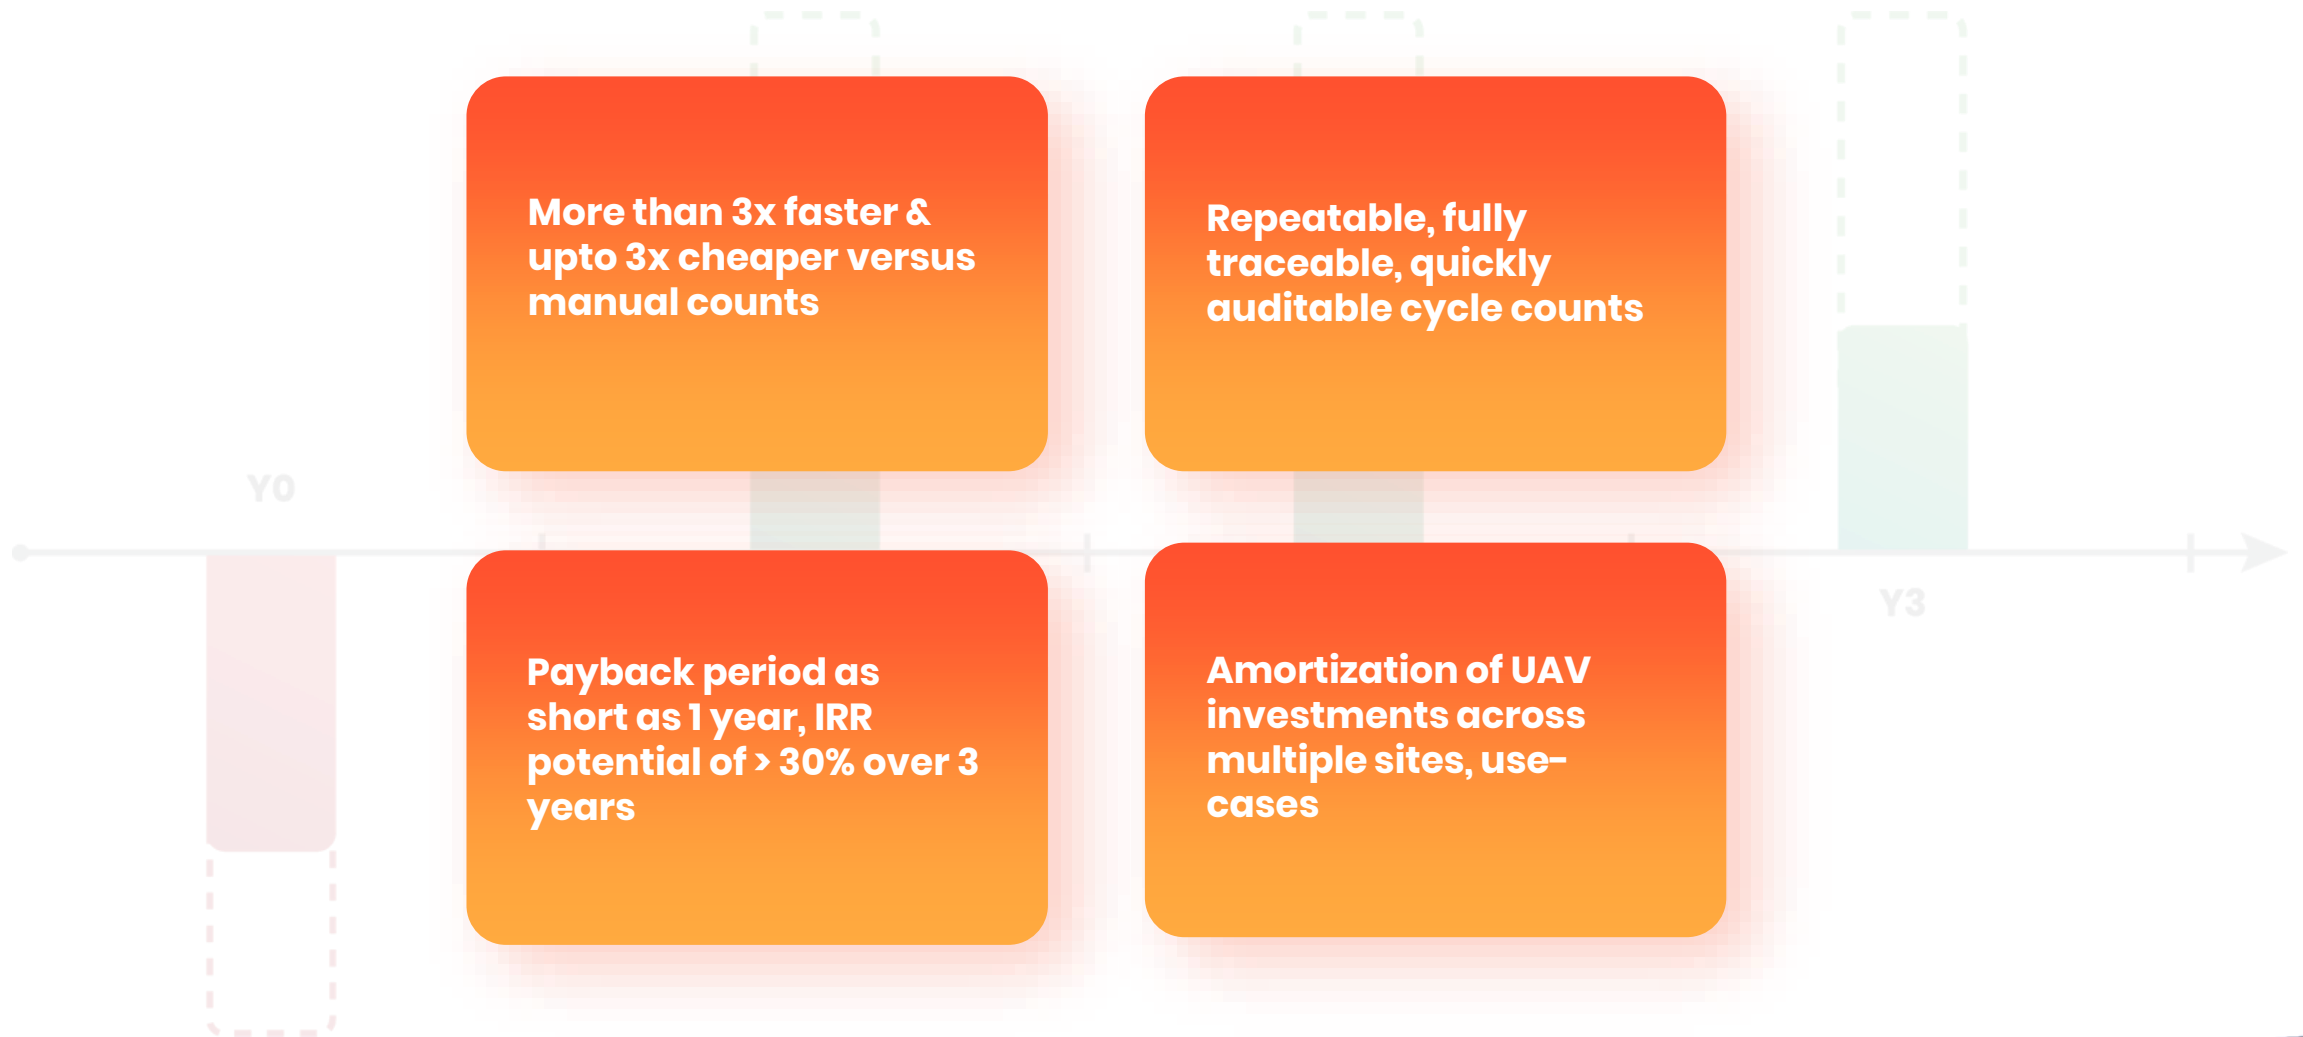 More than 3x faster &
upto 3x cheaper versus
manual counts
Repeatable, fully
traceable, quickly
auditable cycle counts
Y0
Y3
Payback period as
short as 1 year, IRR
potential of > 30% over 3
years
Amortization of UAV
investments across
multiple sites, use-
cases